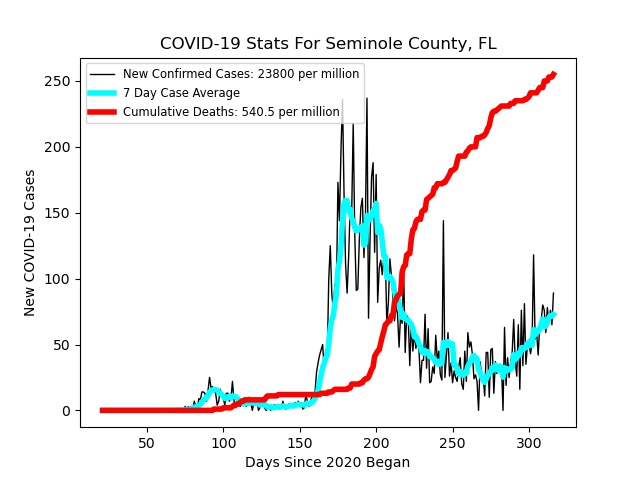 COVID-19 Stats For Seminole County, FL
New Confirmed Cases: 23800 per million
7 Day Case Average
Cumulative Deaths: 540.5 per million
New COVID-19 Cases
250
200
150
100
50
0
50 100 150 200 250 300
Days Since 2020 Began